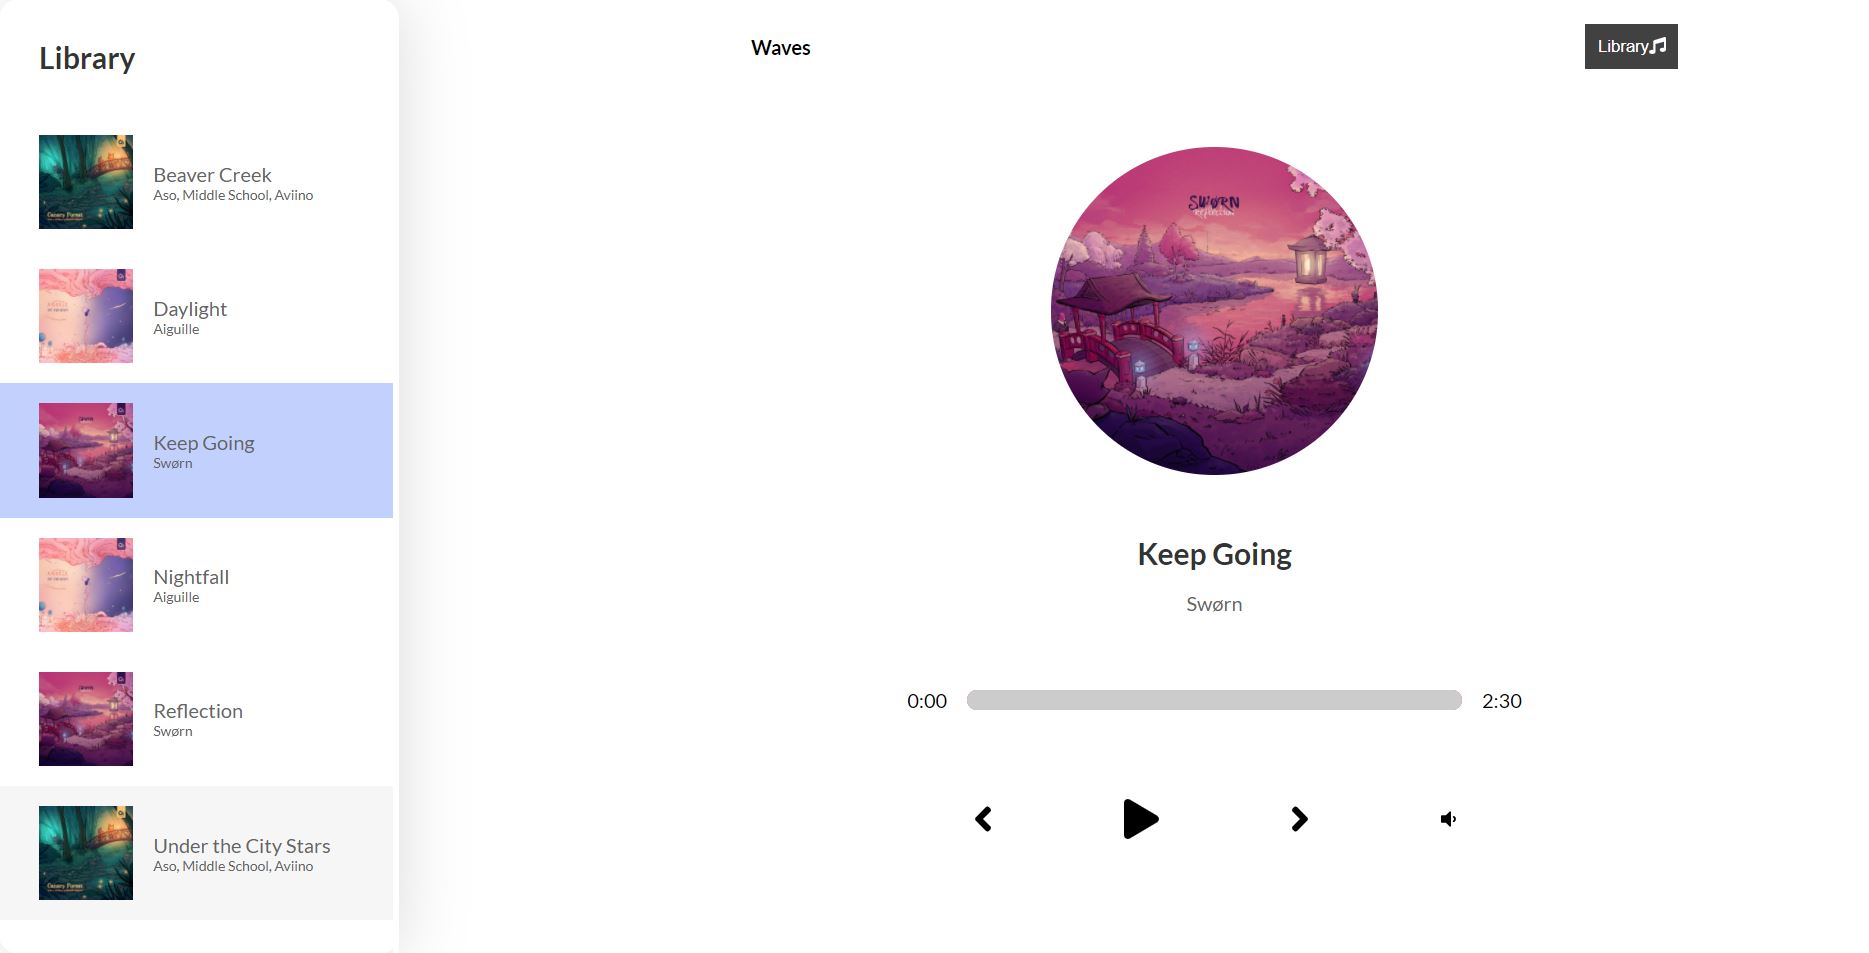 Library
Beaver Creek
Aso, Middle School, Aviino
Daylight
Aiguille
Keep Going
Swørn
Nightfall
Aiguille
Reflection
Swørn
Under the City Stars
Aso, Middle School, Aviino
Waves
Library
SWØRN
REFLECTION
Keep Going
Swørn
0:00
2:30